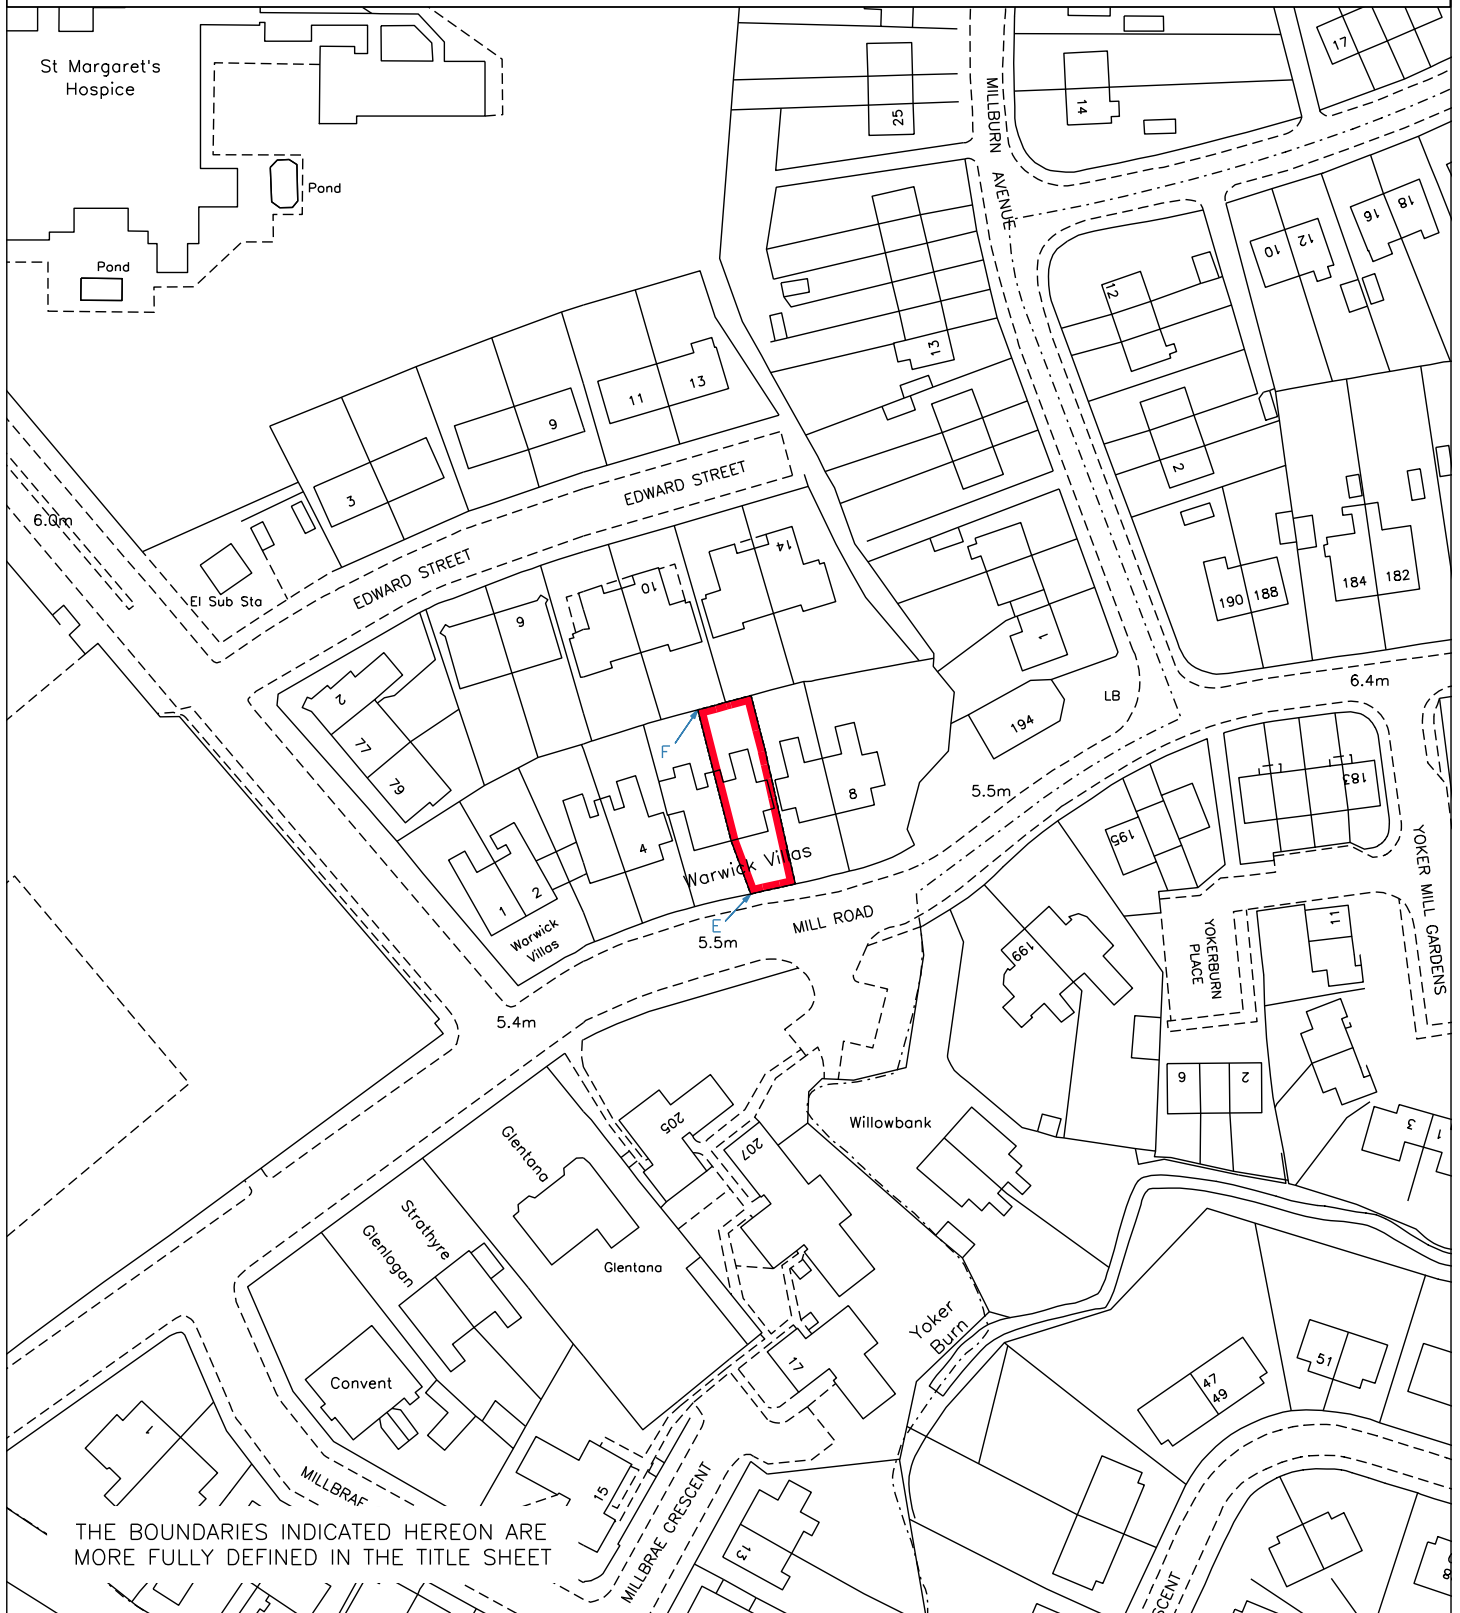 St Margaret's
Hospice
Pond
Pond
MILLBURN
AVENUE
25
14
17
13
12
10
12
16
18
2
3
9
11
13
EDWARD STREET
EDWARD STREET
6.0m
El Sub Sta
2
77
79
9
10
14
1
190
188
184
182
194
LB
6.4m
F
E
1
2
4
8
Warwick Villas
Warwick
Villas
MILL ROAD
5.5m
5.5m
5.4m
195
183
199
YOKERBURN
PLACE
YOKER MILL GARDENS
11
6
2
3
1
205
207
Willowbank
Glentana
Strathyre
Glenlogan
Glentana
Convent
Yoker
Burn
17
15
13
1
47
49
51
8
MILLBRAE
MILLBRAE CRESCENT
SCENT
THE BOUNDARIES INDICATED HEREON ARE
MORE FULLY DEFINED IN THE TITLE SHEET